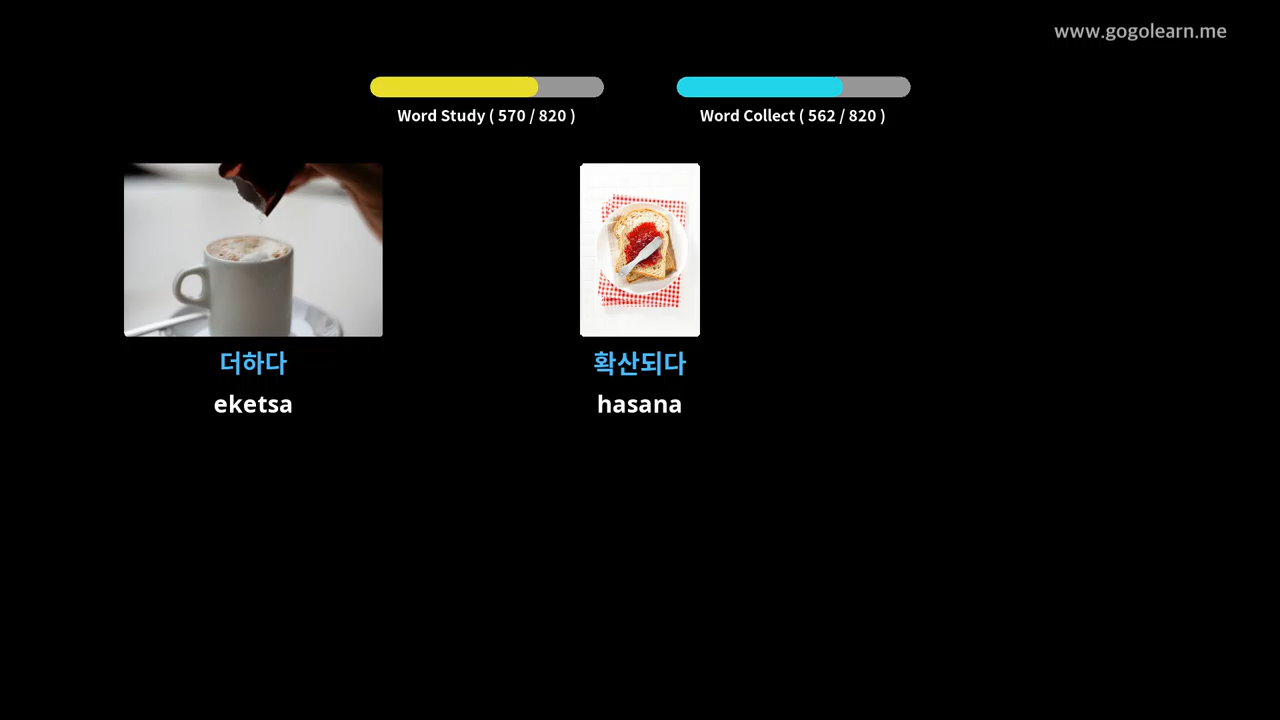 www.gogolearn.me
Word Study ( 570 / 820 )
Word Collect ( 562 / 820 )
더하다
확산되다
eketsa
hasana